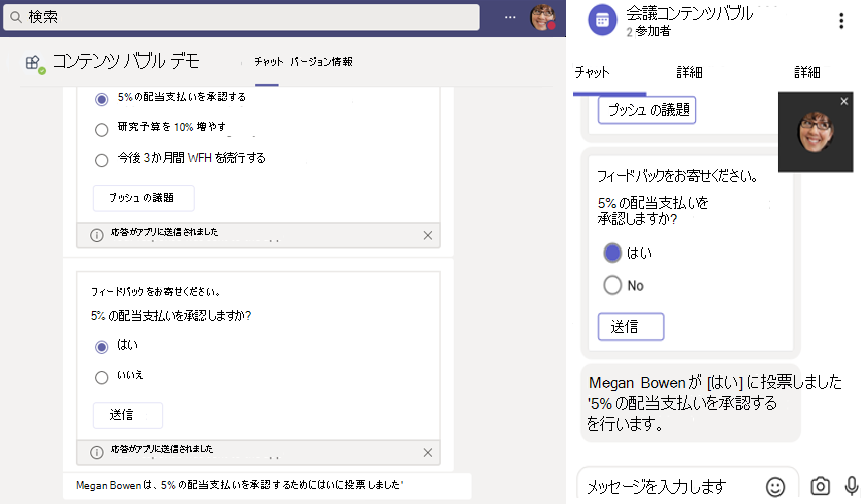 検索
コンテンツ バブル デモ
チャット バージョン情報
5%の配当支払いを承認する
研究予算を 10% 増やす
今後 3か月間 WFH を続行する
プッシュ の議題
応答がアプリに送信されました
フィードバックをお寄せください。
5% の配当支払いを承認しますか?
はい
いいえ
送信
応答がアプリに送信されました
Megan Bowen は、5% の配当支払いを承認するためにはいに投票しました'
会議コンテンツバブル
2 参加者
チャット 詳細 詳細
プッシュ の議題
フィードバックをお寄せください。
5% の配当支払いを
承認しますか?
はい
No
送信
Megan Bowen が [はい] に投票しました
'5% の配当支払いを承認する
を行います。
メッセージを入力します